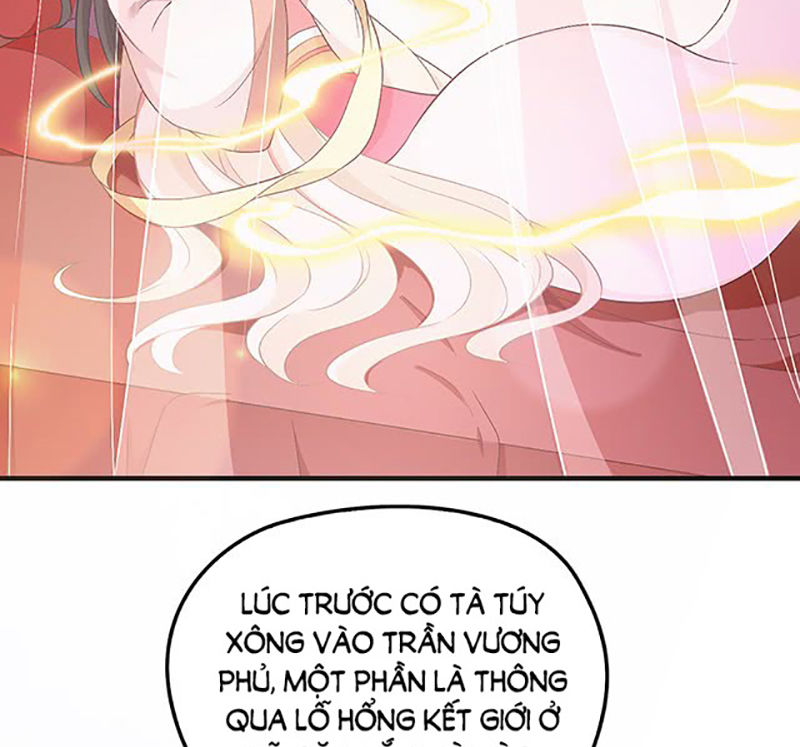 LÚC TRƯỚC CÓ TÀ TÚY
XÔNG VÀO TRẦN VƯƠNG
PHỦ, MỘT PHẦN LÀ THÔNG
QUA LỖ HỔNG KẾT GIỚI Ở